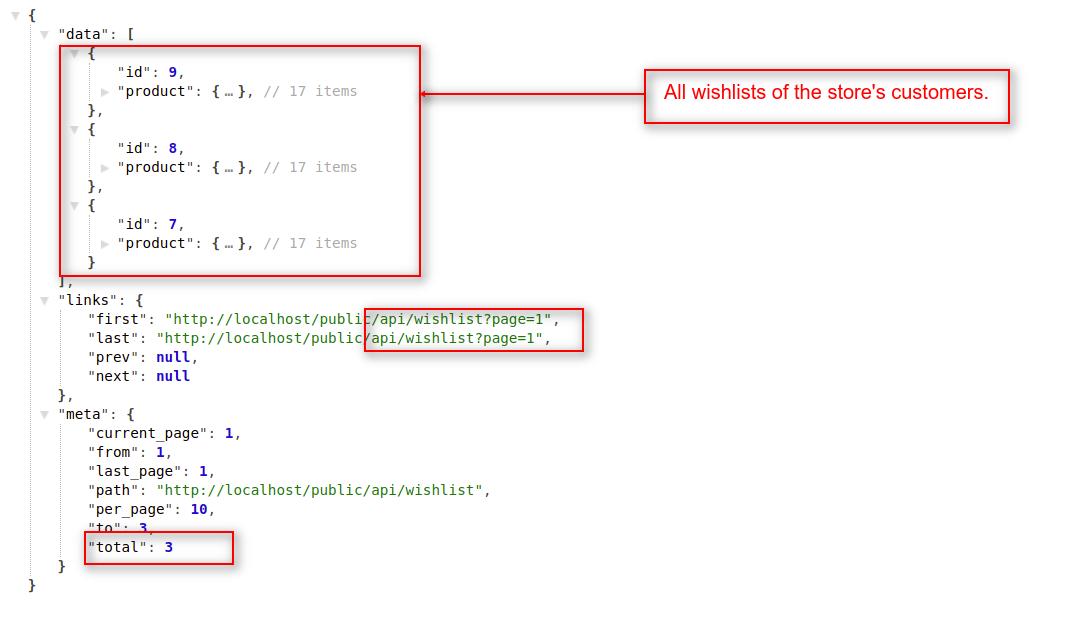 {
"data": [
{
"id": 9,
"product": {…}, // 17 items
All wishlists of the store's customers.
},
{
"id": 8,
"product": {…}, // 17 items
},
{
"id": 7,
"product": {…}, // 17 items
}
],
"links": {
"first": "http://localhost/public/api/wishlist?page=1",
"last": "http://localhost/public/api/wishlist?page=1",
"prev": null,
"next": null
},
"meta": {
"current_page": 1,
"from": 1,
"last_page": 1,
"path": "http://localhost/public/api/wishlist",
"per_page": 10,
"to": 3,
"total": 3
}
}